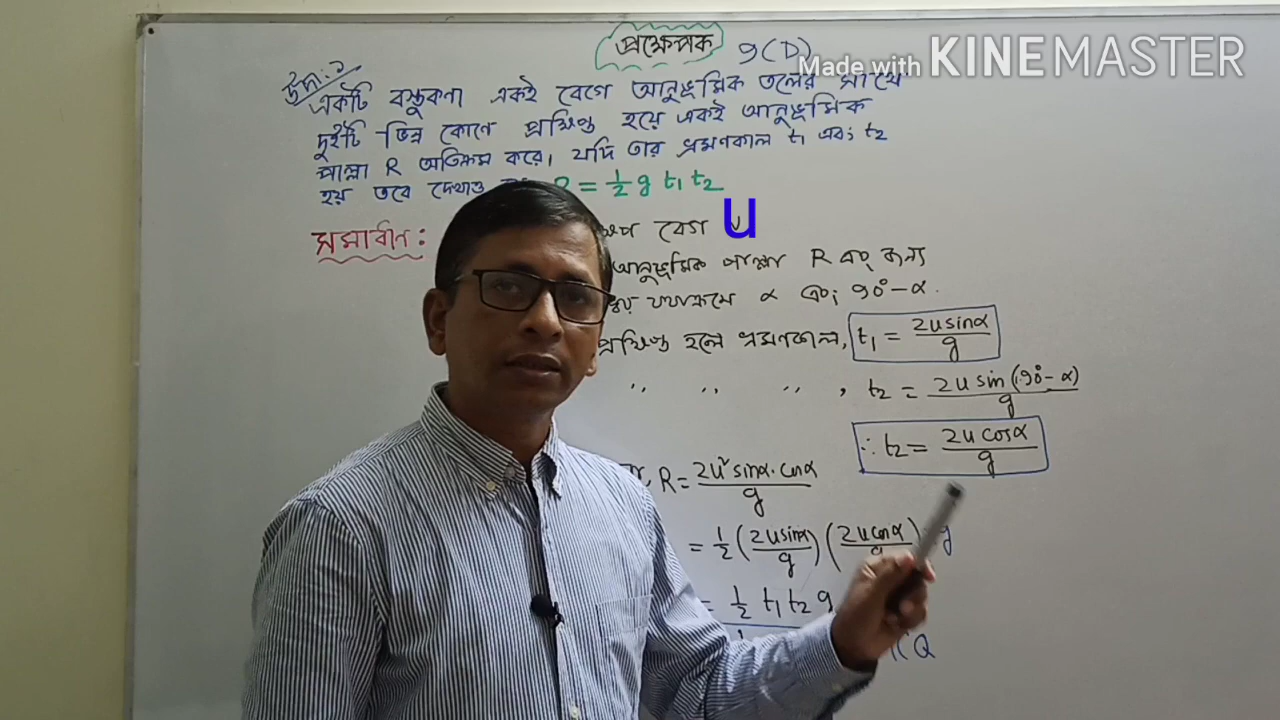 প্রক্ষেপক 9(D)
Made with KINEMASTER
উদা:১
একটি বস্তুকণা একই বেগে আনুভূমিক তলের সাথে
দুইটি ভিন্ন কোণে প্রক্ষিপ্ত হয়ে একই আনুভূমিক
পাল্লা R অতিক্রম করে। যদি তার ভ্রমণকাল t₁ এবং t₂
হয় তবে দেখাও R = 1/2 g t₁ t₂
সমাধান: বেগ u
আনুভূমিক পাল্লা R এর জন্য
যথাক্রমে α এবং 90°-α.
প্রক্ষিপ্ত হলে ভ্রমণকাল, t₁ = 2u sinα/g
,, ,, ,, , t₂ = 2u sin(90°-α)/g
∴ t₂ = 2u cosα/g
R = 2u² sinα·cosα/g
= 1/2 (2u sinα/g) (2u cosα/g) g
= 1/2 t₁ t₂ g